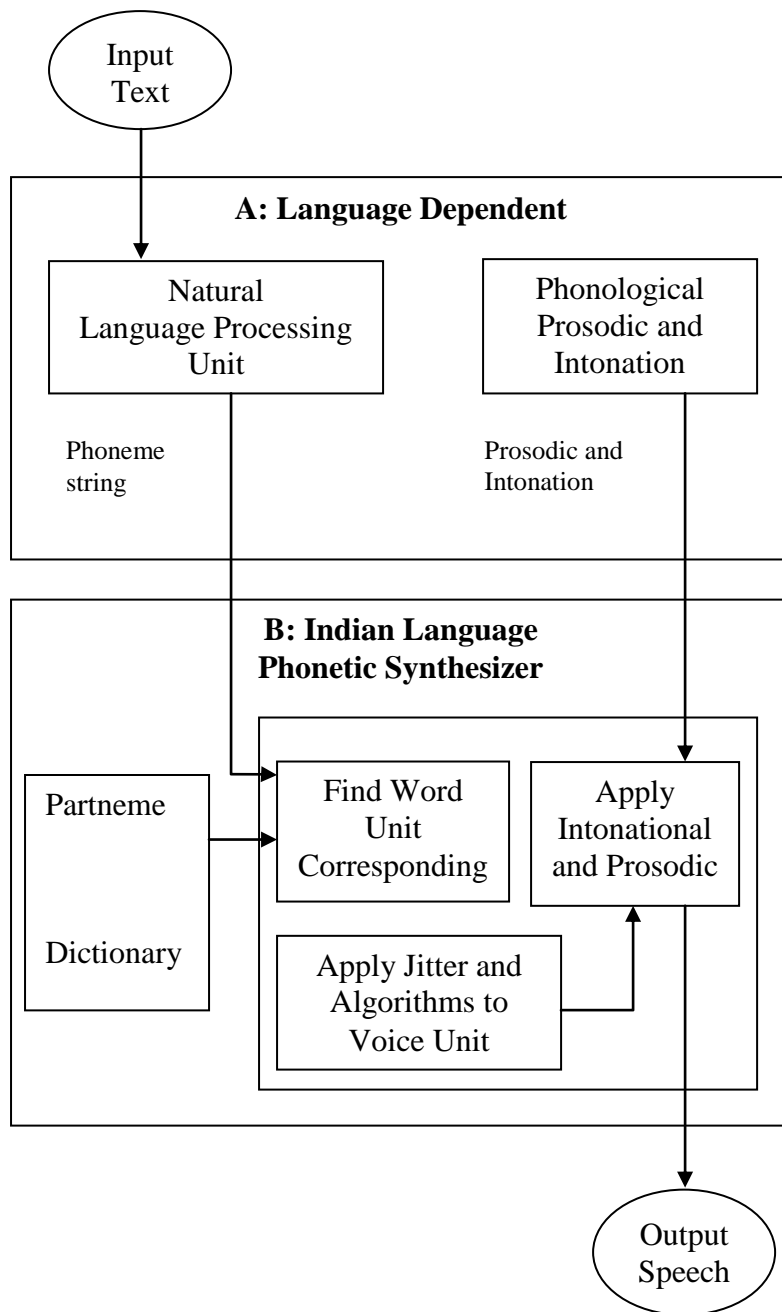 Input
Text
A: Language Dependent
Natural
Language Processing
Unit
Phonological
Prosodic and
Intonation
Phoneme
string
Prosodic and
Intonation
B: Indian Language
Phonetic Synthesizer
Partneme
Dictionary
Find Word
Unit
Corresponding
Apply
Intonational
and Prosodic
Apply Jitter and
Algorithms to
Voice Unit
Output
Speech